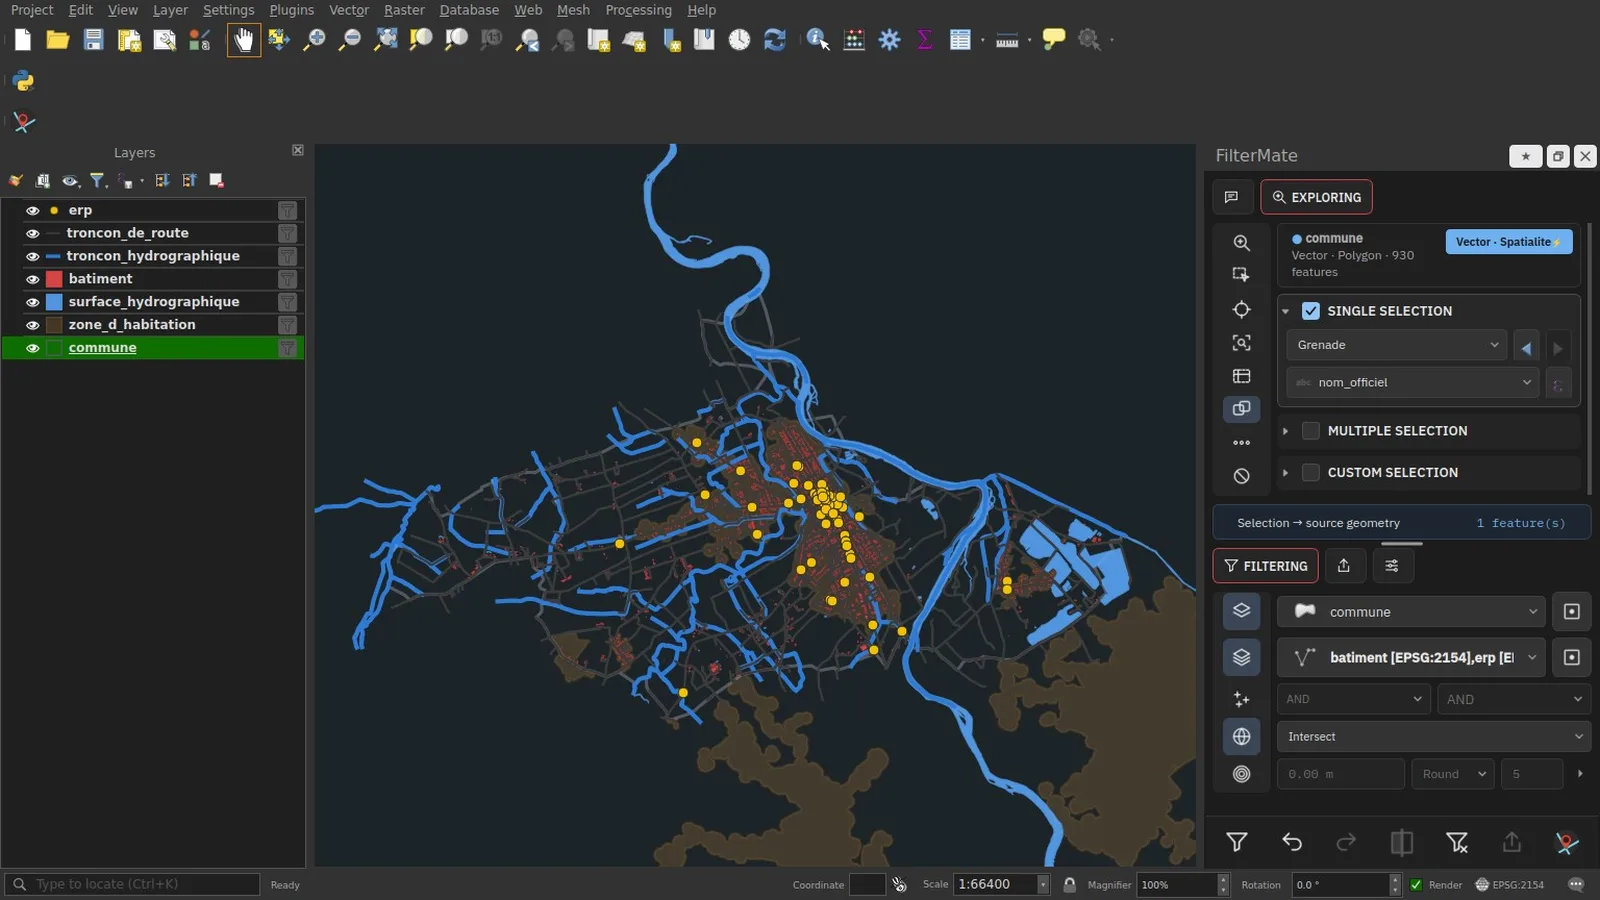 Project Edit View Layer Settings Plugins Vector Raster Database Web Mesh Processing Help
Layers
erp
troncon_de_route
troncon_hydrographique
batiment
surface_hydrographique
zone_d_habitation
commune
FilterMate
EXPLORING
commune
Vector · Spatialite⚡
Vector · Polygon · 930
features
SINGLE SELECTION
Grenade
abc nom_officiel
MULTIPLE SELECTION
CUSTOM SELECTION
Selection → source geometry 1 feature(s)
FILTERING
commune
batiment [EPSG:2154],erp [E
AND AND
Intersect
0.00 m Round 5
Type to locate (Ctrl+K) Ready Coordinate Scale 1:66400 Magnifier 100% Rotation 0.0 ° Render EPSG:2154